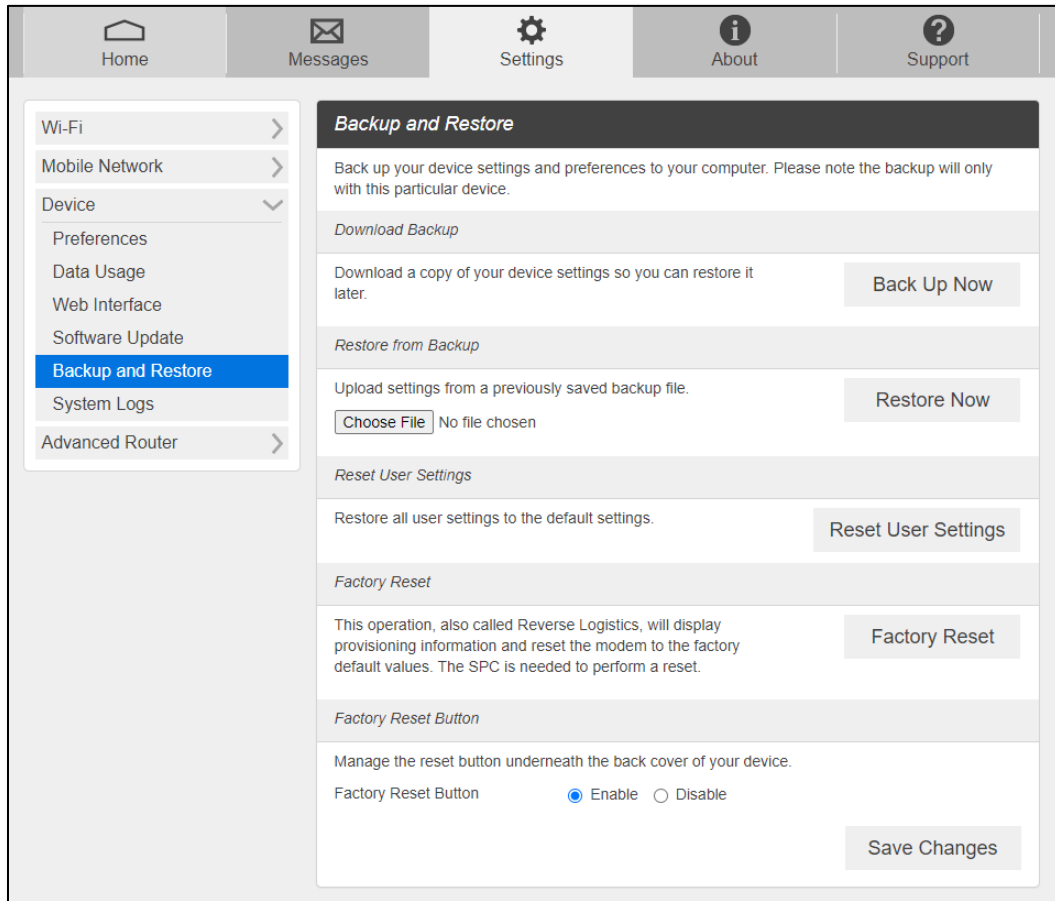 Home
Messages
Settings
About
Support
Wi-Fi
Mobile Network
Device
Preferences
Data Usage
Web Interface
Software Update
Backup and Restore
System Logs
Advanced Router
Backup and Restore
Back up your device settings and preferences to your computer. Please note the backup will only
with this particular device.
Download Backup
Download a copy of your device settings so you can restore it
later.
Back Up Now
Restore from Backup
Upload settings from a previously saved backup file.
Choose File No file chosen
Restore Now
Reset User Settings
Restore all user settings to the default settings.
Reset User Settings
Factory Reset
This operation, also called Reverse Logistics, will display
provisioning information and reset the modem to the factory
default values. The SPC is needed to perform a reset.
Factory Reset
Factory Reset Button
Manage the reset button underneath the back cover of your device.
Factory Reset Button Enable Disable
Save Changes